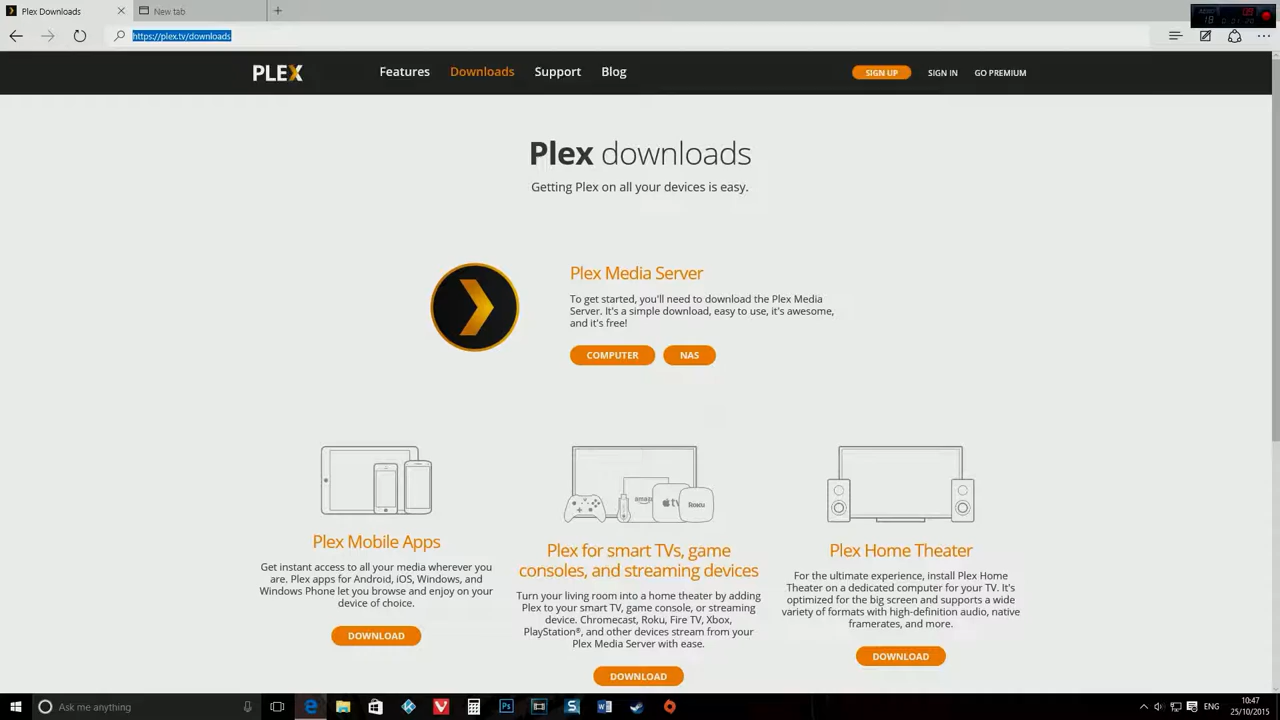 Plex Downloads
New tab
https://plex.tv/downloads
PLEX
Features
Downloads
Support
Blog
SIGN UP
SIGN IN
GO PREMIUM
Plex downloads
Getting Plex on all your devices is easy.
Plex Media Server
To get started, you'll need to download the Plex Media
Server. It's a simple download, easy to use, it's awesome,
and it's free!
COMPUTER
NAS
amazon
tv
Roku
Plex Mobile Apps
Get instant access to all your media wherever you
are. Plex apps for Android, iOS, Windows, and
Windows Phone let you browse and enjoy on your
device of choice.
DOWNLOAD
Plex for smart TVs, game
consoles, and streaming devices
Turn your living room into a home theater by adding
Plex to your smart TV, game console, or streaming
device. Chromecast, Roku, Fire TV, Xbox,
PlayStation®, and other devices stream from your
Plex Media Server with ease.
DOWNLOAD
Plex Home Theater
For the ultimate experience, install Plex Home
Theater on a dedicated computer for your TV. It's
optimized for the big screen and supports a wide
variety of formats with high-definition audio, native
framerates, and more.
DOWNLOAD
Ask me anything
Ps
S
ENG
10:47
25/10/2015